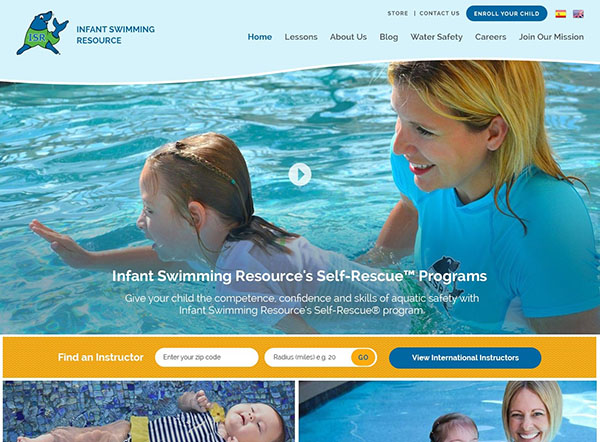 STORE | CONTACT US ENROLL YOUR CHILD
ISR
INFANT SWIMMING
RESOURCE
Home Lessons About Us Blog Water Safety Careers Join Our Mission
ISR
Infant Swimming Resource's Self-Rescue™ Programs
Give your child the competence, confidence and skills of aquatic safety with
Infant Swimming Resource's Self-Rescue® program.
Find an Instructor Enter your zip code Radius (miles) e.g. 20 GO View International Instructors